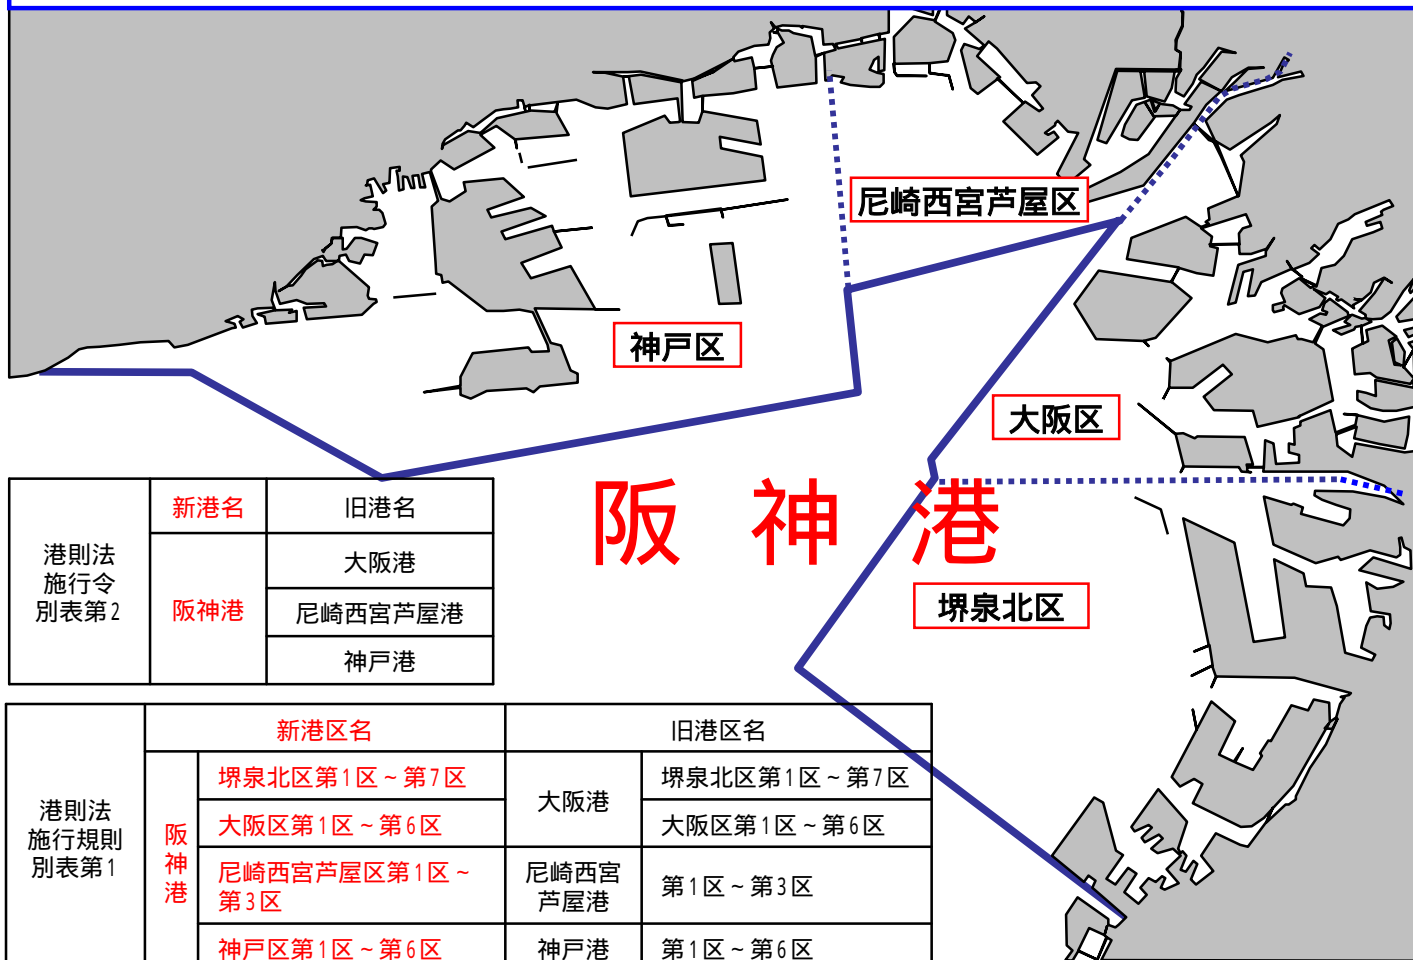 尼崎西宮芦屋区
神戸区
大阪区
阪神港
堺泉北区
港則法
施行令
別表第2
新港名
旧港名
阪神港
大阪港
尼崎西宮芦屋港
神戸港
港則法
施行規則
別表第1
新港区名
旧港区名
阪
神
港
堺泉北区第1区~第7区
大阪港
堺泉北区第1区~第7区
大阪区第1区~第6区
大阪区第1区~第6区
尼崎西宮芦屋区第1区~
第3区
尼崎西宮
芦屋港
第1区~第3区
神戸区第1区~第6区
神戸港
第1区~第6区